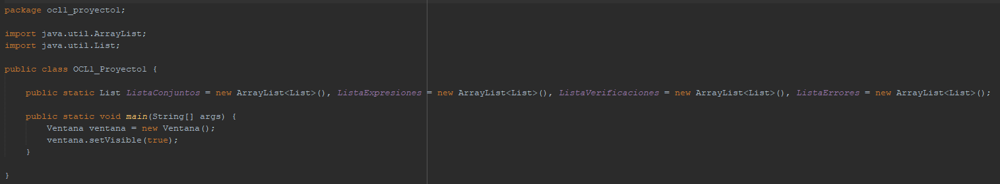 package ocl1_proyecto1;
import java.util.ArrayList;
import java.util.List;
public class OCL1_Proyecto1 {
public static List ListaConjuntos = new ArrayList<List>(), ListaExpresiones = new ArrayList<List>(), ListaVerificaciones = new ArrayList<List>(), ListaErrores = new ArrayList<List>();
public static void main(String[] args) {
Ventana ventana = new Ventana();
ventana.setVisible(true);
}
}